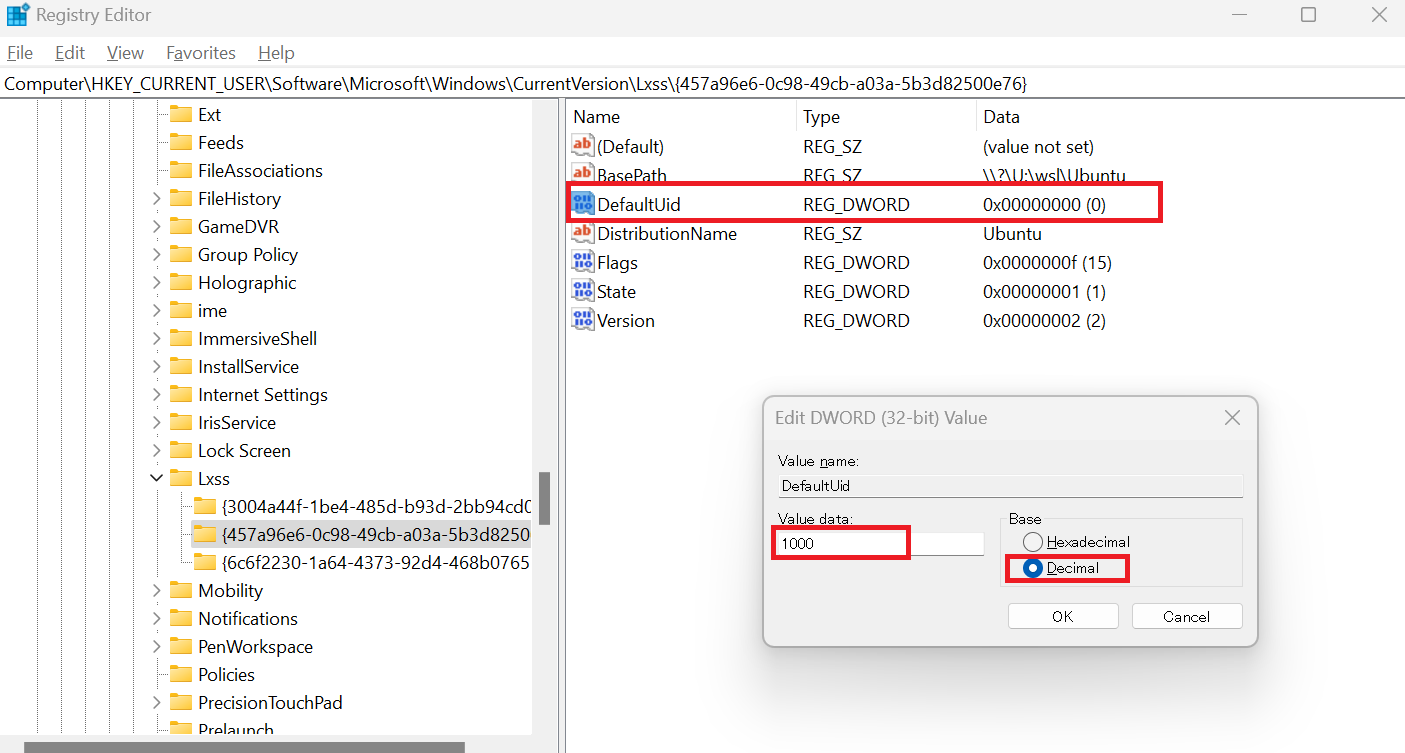 Registry Editor
File Edit View Favorites Help
Computer\HKEY_CURRENT_USER\Software\Microsoft\Windows\CurrentVersion\Lxss\{457a96e6-0c98-49cb-a03a-5b3d82500e76}
Ext
Feeds
FileAssociations
FileHistory
GameDVR
Group Policy
Holographic
ime
ImmersiveShell
InstallService
Internet Settings
IrisService
Lock Screen
Lxss
{3004a44f-1be4-485d-b93d-2bb94cd0
{457a96e6-0c98-49cb-a03a-5b3d8250
{6c6f2230-1a64-4373-92d4-468b0765
Mobility
Notifications
PenWorkspace
Policies
PrecisionTouchPad
Prelaunch
Name Type Data
(Default) REG_SZ (value not set)
BasePath REG_SZ \\?\U:\wsl\Ubuntu
DefaultUid REG_DWORD 0x00000000 (0)
DistributionName REG_SZ Ubuntu
Flags REG_DWORD 0x0000000f (15)
State REG_DWORD 0x00000001 (1)
Version REG_DWORD 0x00000002 (2)
Edit DWORD (32-bit) Value
Value name:
DefaultUid
Value data:
1000
Base
Hexadecimal
Decimal
OK Cancel